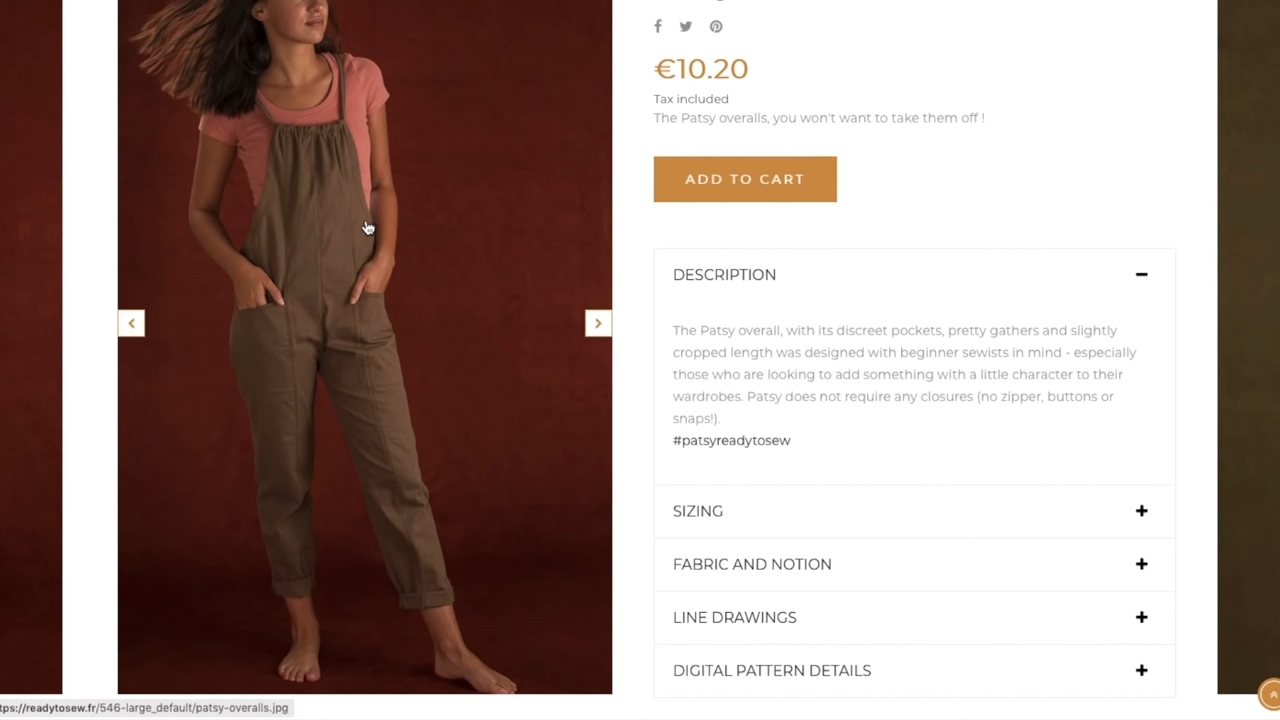 €10.20
Tax included
The Patsy overalls, you won't want to take them off !
ADD TO CART
DESCRIPTION
The Patsy overall, with its discreet pockets, pretty gathers and slightly
cropped length was designed with beginner sewists in mind - especially
those who are looking to add something with a little character to their
wardrobes. Patsy does not require any closures (no zipper, buttons or
snaps!).
#patsyreadytosew
SIZING
FABRIC AND NOTION
LINE DRAWINGS
DIGITAL PATTERN DETAILS
tps://readytosew.fr/546-large_default/patsy-overalls.jpg